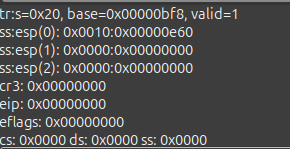 tr:s=0x20, base=0x00000bf8, valid=1
ss:esp(0): 0x0010:0x00000e60
ss:esp(1): 0x0000:0x00000000
ss:esp(2): 0x0000:0x00000000
cr3: 0x00000000
eip: 0x00000000
eflags: 0x00000000
cs: 0x0000 ds: 0x0000 ss: 0x0000